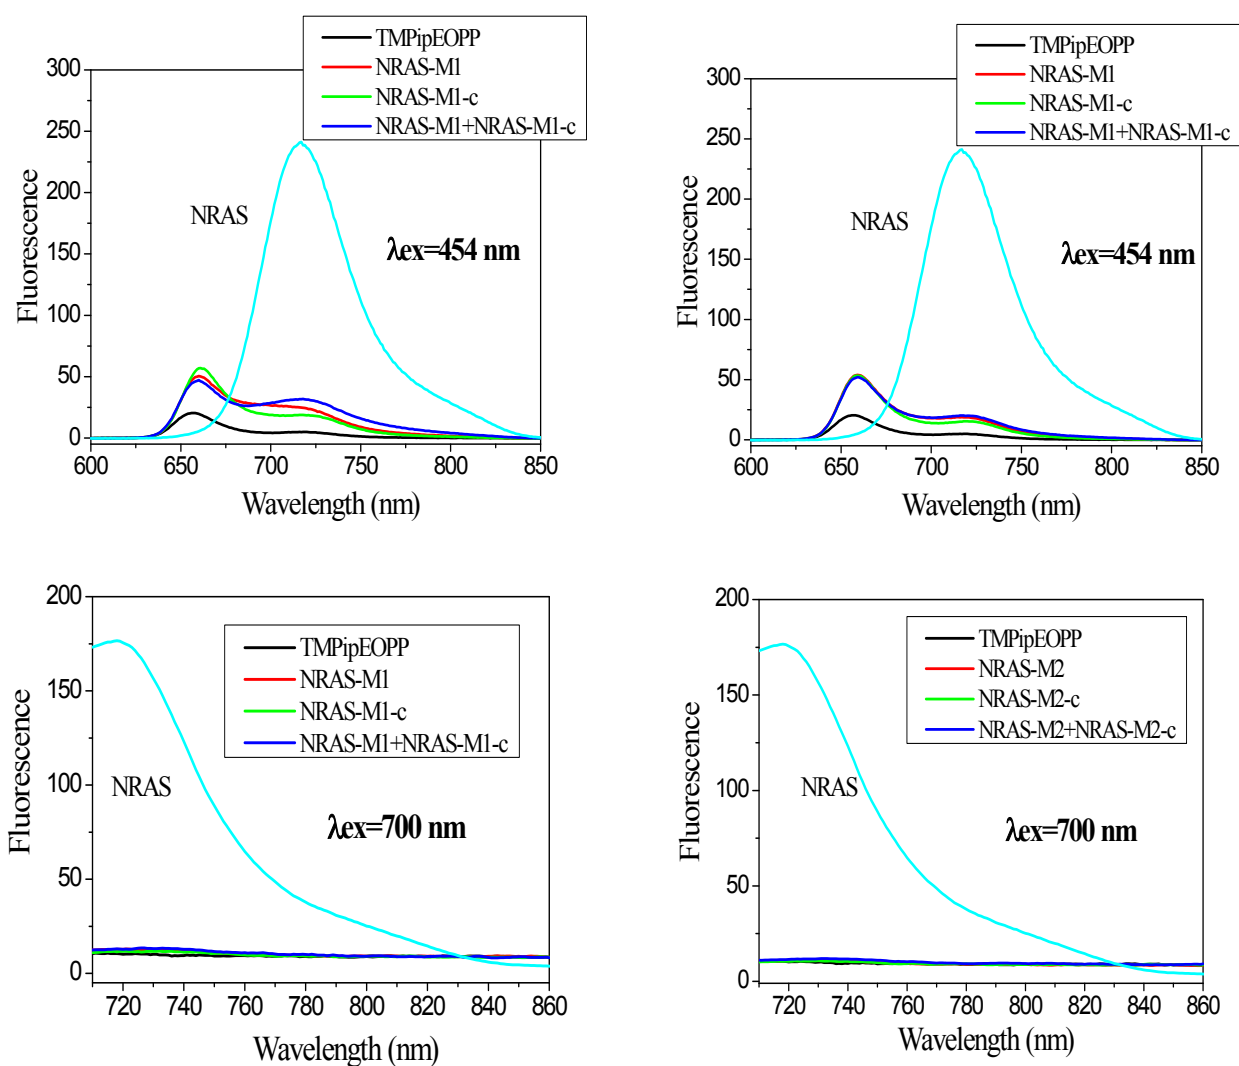 TMPipEOPP
NRAS-M1
NRAS-M1-c
NRAS-M1+NRAS-M1-c
300
250
200
150
100
50
0
Fluorescence
NRAS
λex=454 nm
600 650 700 750 800 850
Wavelength (nm)
TMPipEOPP
NRAS-M1
NRAS-M1-c
NRAS-M1+NRAS-M1-c
300
250
200
150
100
50
0
Fluorescence
NRAS
λex=454 nm
600 650 700 750 800 850
Wavelength (nm)
200
150
100
50
0
Fluorescence
TMPipEOPP
NRAS-M1
NRAS-M1-c
NRAS-M1+NRAS-M1-c
NRAS
λex=700 nm
720 740 760 780 800 820 840 860
Wavelength (nm)
200
150
100
50
0
Fluorescence
TMPipEOPP
NRAS-M2
NRAS-M2-c
NRAS-M2+NRAS-M2-c
NRAS
λex=700 nm
720 740 760 780 800 820 840 860
Wavelength (nm)